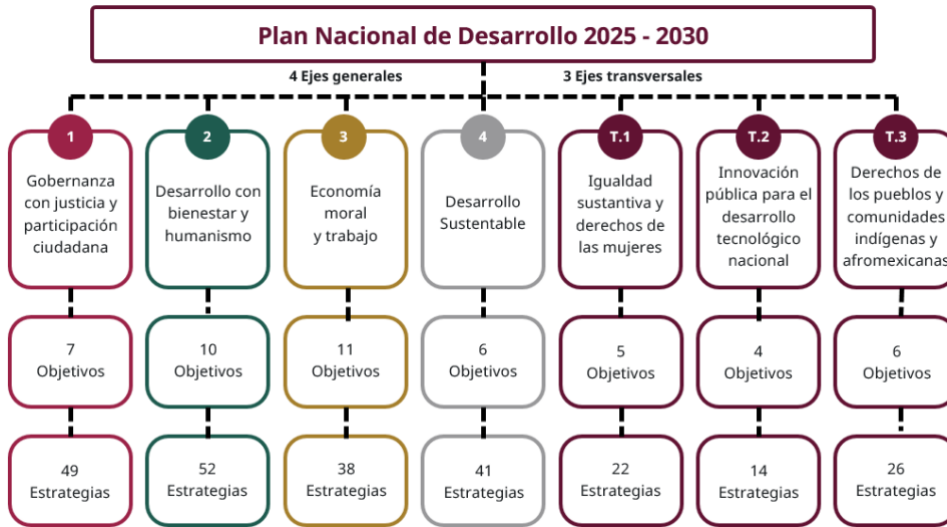 Plan Nacional de Desarrollo 2025 - 2030
4 Ejes generales
3 Ejes transversales
1
Gobernanza
con justicia y
participación
ciudadana
7
Objetivos
49
Estrategias
2
Desarrollo con
bienestar y
humanismo
10
Objetivos
52
Estrategias
3
Economía
moral
y trabajo
11
Objetivos
38
Estrategias
4
Desarrollo
Sustentable
6
Objetivos
41
Estrategias
T.1
Igualdad
sustantiva y
derechos de
las mujeres
5
Objetivos
22
Estrategias
T.2
Innovación
pública para el
desarrollo
tecnológico
nacional
4
Objetivos
14
Estrategias
T.3
Derechos de
los pueblos y
comunidades
indígenas y
afromexicanas
6
Objetivos
26
Estrategias